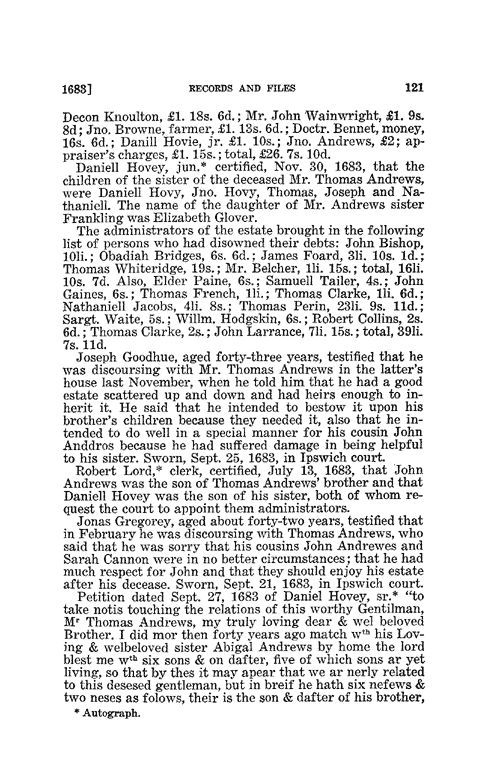 1683] RECORDS AND FILES 121
Decon Knoulton, £1. 18s. 6d.; Mr. John Wainwright, £1. 9s.
8d; Jno. Browne, farmer, £1. 13s. 6d.; Doctr. Bennet, money,
16s. 6d.; Danill Hovie, jr. £1. 10s.; Jno. Andrews, £2; ap-
praiser's charges, £1. 15s.; total, £26. 7s. 10d.
Daniell Hovey, jun.* certified, Nov. 30, 1683, that the
children of the sister of the deceased Mr. Thomas Andrews,
were Daniell Hovy, Jno. Hovy, Thomas, Joseph and Na-
thaniell. The name of the daughter of Mr. Andrews sister
Frankling was Elizabeth Glover.
The administrators of the estate brought in the following
list of persons who had disowned their debts: John Bishop,
10li.; Obadiah Bridges, 6s. 6d.; James Foard, 3li. 10s. 1d.;
Thomas Whiteridge, 19s.; Mr. Belcher, 1li. 15s.; total, 16li.
10s. 7d. Also, Elder Paine, 6s.; Samuell Tailer, 4s.; John
Gaines, 6s.; Thomas French, 1li.; Thomas Clarke, 1li. 6d.;
Nathaniell Jacobs, 4li. 8s.; Thomas Perin, 23li. 9s. 11d.;
Sargt. Waite, 5s.; Willm. Hodgskin, 6s.; Robert Collins, 2s.
6d.; Thomas Clarke, 2s.; John Larrance, 7li. 15s.; total, 39li.
7s. 11d.
Joseph Goodhue, aged forty-three years, testified that he
was discoursing with Mr. Thomas Andrews in the latter's
house last November, when he told him that he had a good
estate scattered up and down and had heirs enough to in-
herit it. He said that he intended to bestow it upon his
brother's children because they needed it, also that he in-
tended to do well in a special manner for his cousin John
Anddros because he had suffered damage in being helpful
to his sister. Sworn, Sept. 25, 1683, in Ipswich court.
Robert Lord,* clerk, certified, July 13, 1683, that John
Andrews was the son of Thomas Andrews' brother and that
Daniell Hovey was the son of his sister, both of whom re-
quest the court to appoint them administrators.
Jonas Gregorey, aged about forty-two years, testified that
in February he was discoursing with Thomas Andrews, who
said that he was sorry that his cousins John Andrewes and
Sarah Cannon were in no better circumstances; that he had
much respect for John and that they should enjoy his estate
after his decease. Sworn, Sept. 21, 1683, in Ipswich court.
Petition dated Sept. 27, 1683 of Daniel Hovey, sr.* "to
take notis touching the relations of this worthy Gentilman,
Mʳ Thomas Andrews, my truly loving dear & wel beloved
Brother. I did mor then forty years ago match wᵗʰ his Lov-
ing & welbeloved sister Abigal Andrews by home the lord
blest me wᵗʰ six sons & on dafter, five of which sons ar yet
living, so that by thes it may apear that we ar nerly related
to this desesed gentleman, but in breif he hath six nefews &
two neses as folows, their is the son & dafter of his brother,
* Autograph.